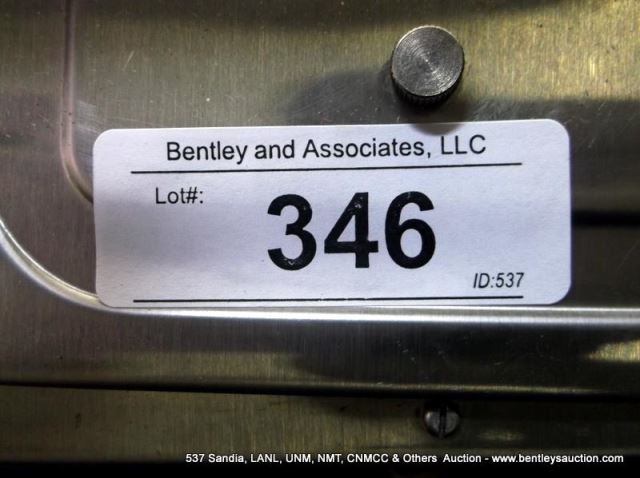 Bentley and Associates, LLC
Lot#:
346
ID:537
537 Sandia, LANL, UNM, NMT, CNMCC & Others Auction - www.bentleysauction.com